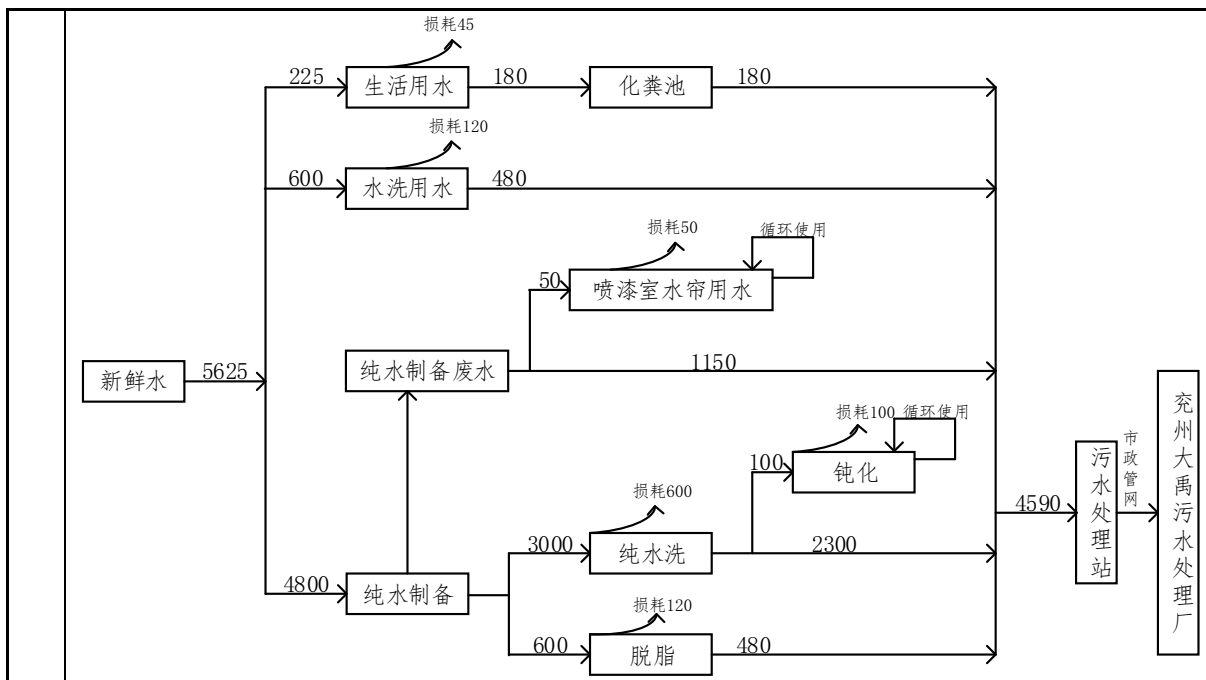 损耗45
225
生活用水
180
化粪池
180
损耗120
600
水洗用水
480
损耗50
循环使用
50
喷漆室水帘用水
新鲜水
5625
纯水制备废水
1150
损耗100
循环使用
100
钝化
损耗600
3000
纯水洗
2300
4800
纯水制备
损耗120
600
脱脂
480
4590
污水处理站
市政管网
兖州大禹污水处理厂